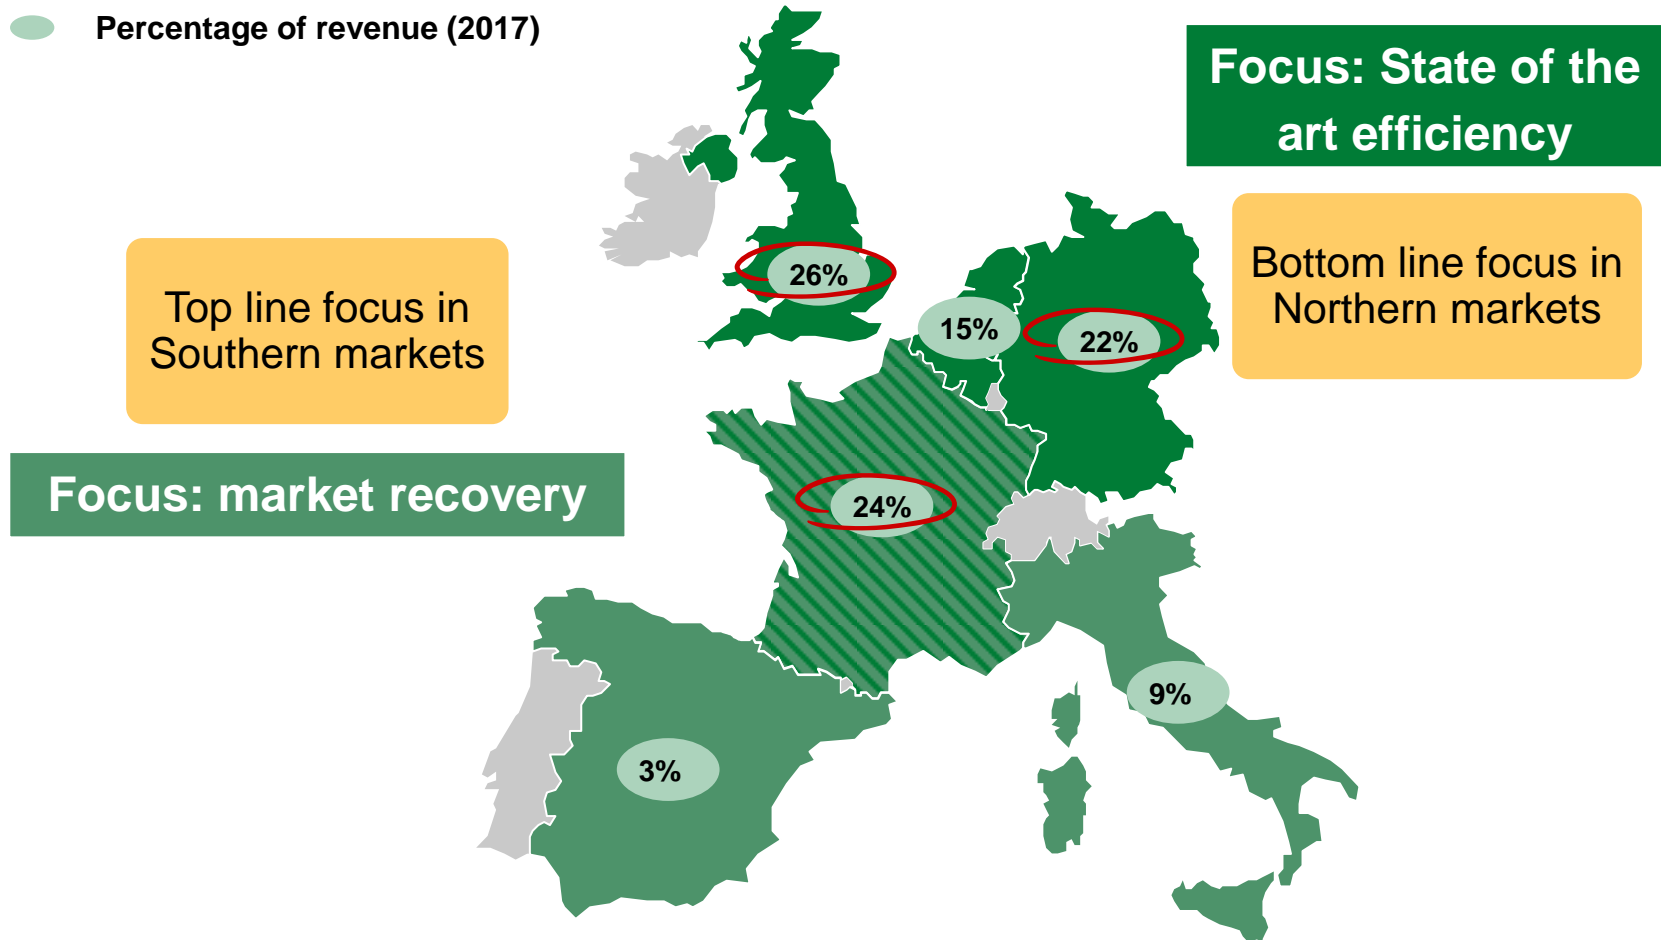 Percentage of revenue (2017)
Focus: State of the
art efficiency
Bottom line focus in
Northern markets
Top line focus in
Southern markets
Focus: market recovery
26%
15%
22%
24%
9%
3%